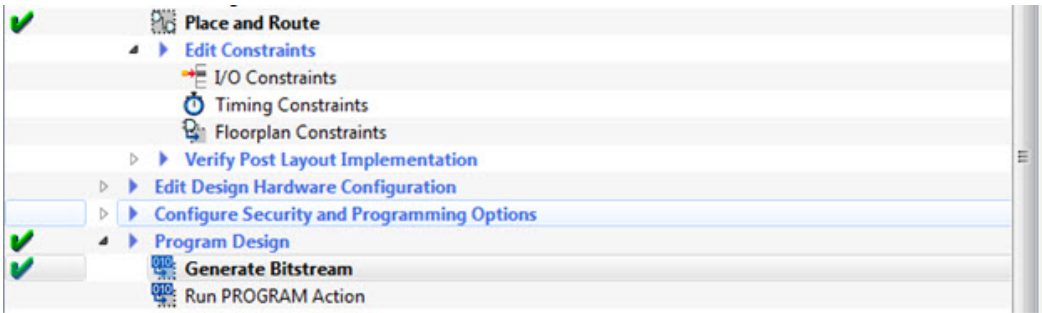 Place and Route
Edit Constraints
I/O Constraints
Timing Constraints
Floorplan Constraints
Verify Post Layout Implementation
Edit Design Hardware Configuration
Configure Security and Programming Options
Program Design
Generate Bitstream
Run PROGRAM Action